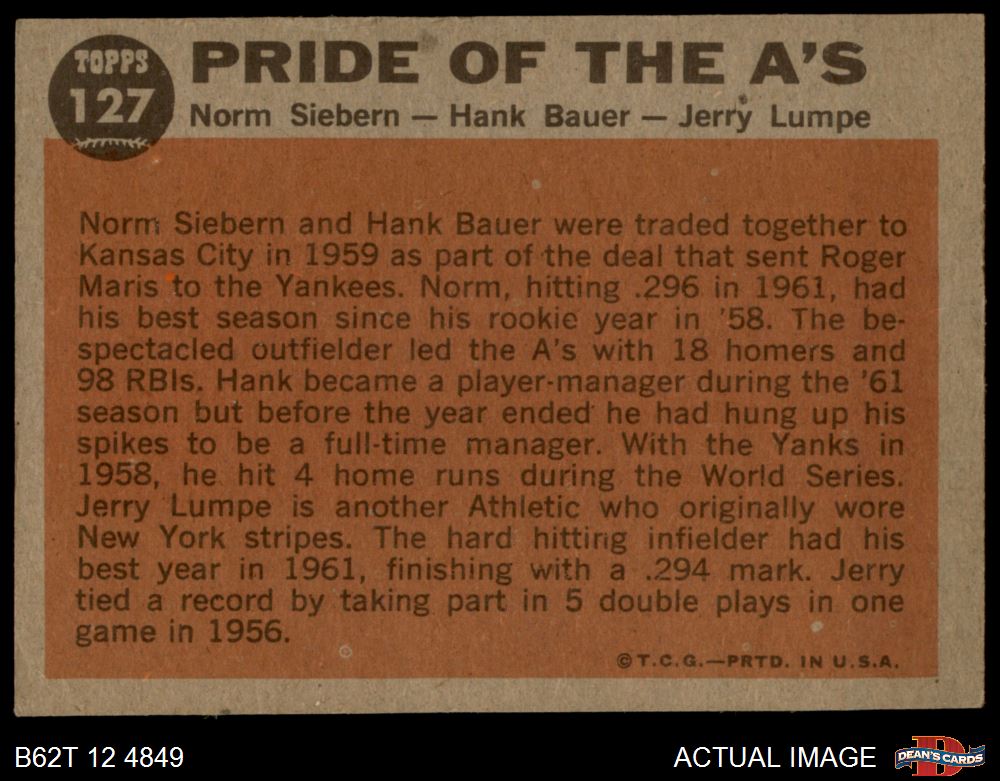 TOPPS
127
PRIDE OF THE A'S
Norm Siebern — Hank Bauer — Jerry Lumpe
Norm Siebern and Hank Bauer were traded together to
Kansas City in 1959 as part of the deal that sent Roger
Maris to the Yankees. Norm, hitting .296 in 1961, had
his best season since his rookie year in '58. The be-
spectacled outfielder led the A's with 18 homers and
98 RBIs. Hank became a player-manager during the '61
season but before the year ended he had hung up his
spikes to be a full-time manager. With the Yanks in
1958, he hit 4 home runs during the World Series.
Jerry Lumpe is another Athletic who originally wore
New York stripes. The hard hitting infielder had his
best year in 1961, finishing with a .294 mark. Jerry
tied a record by taking part in 5 double plays in one
game in 1956.
©T.C.G.—PRTD. IN U.S.A.
B62T 12 4849
ACTUAL IMAGE
D
DEAN'S CARDS